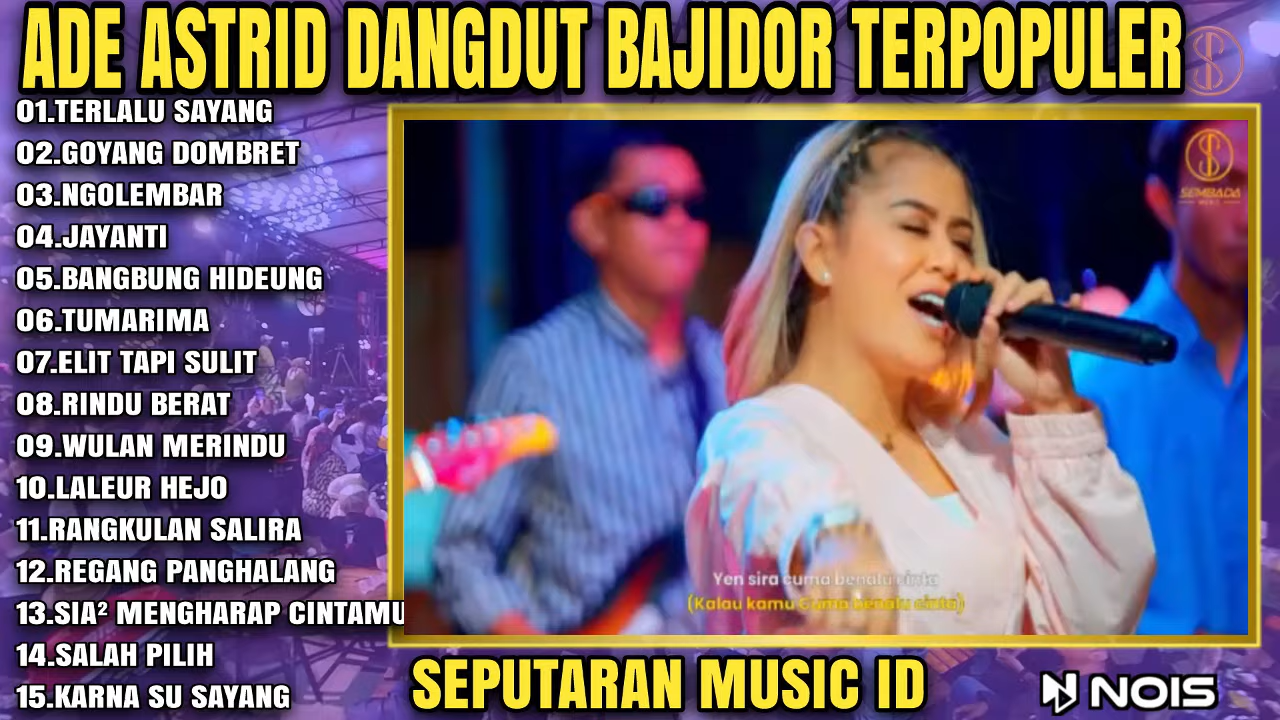 ADE ASTRID DANGDUT BAJIDOR TERPOPULER
01.TERLALU SAYANG
02.GOYANG DOMBRET
03.NGOLEMBAR
04.JAYANTI
05.BANGBUNG HIDEUNG
06.TUMARIMA
07.ELIT TAPI SULIT
08.RINDU BERAT
09.WULAN MERINDU
10.LALEUR HEJO
11.RANGKULAN SALIRA
12.REGANG PANGHALANG
13.SIA² MENGHARAP CINTAMU
14.SALAH PILIH
15.KARNA SU SAYANG
SEMBADA
MUSIC
Yen sira cuma benalu cinta
(Kalau kamu Cuma benalu cinta)
SEPUTARAN MUSIC ID
NOIS